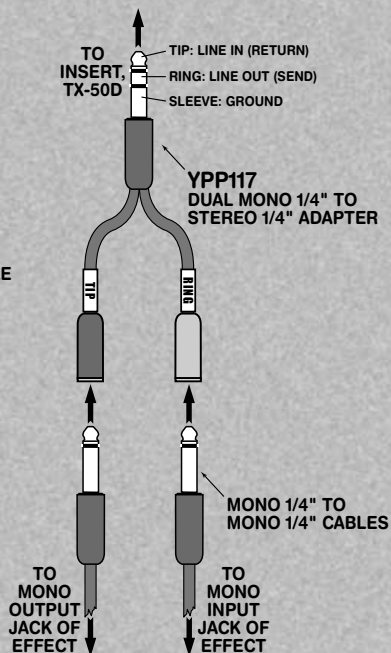 TO
INSERT,
TX-50D
TIP: LINE IN (RETURN)
RING: LINE OUT (SEND)
SLEEVE: GROUND
YPP117
DUAL MONO 1/4" TO
STEREO 1/4" ADAPTER
LE
TIP
RING
MONO 1/4" TO
MONO 1/4" CABLES
TO
MONO
OUTPUT
JACK OF
EFFECT
TO
MONO
INPUT
JACK OF
EFFECT